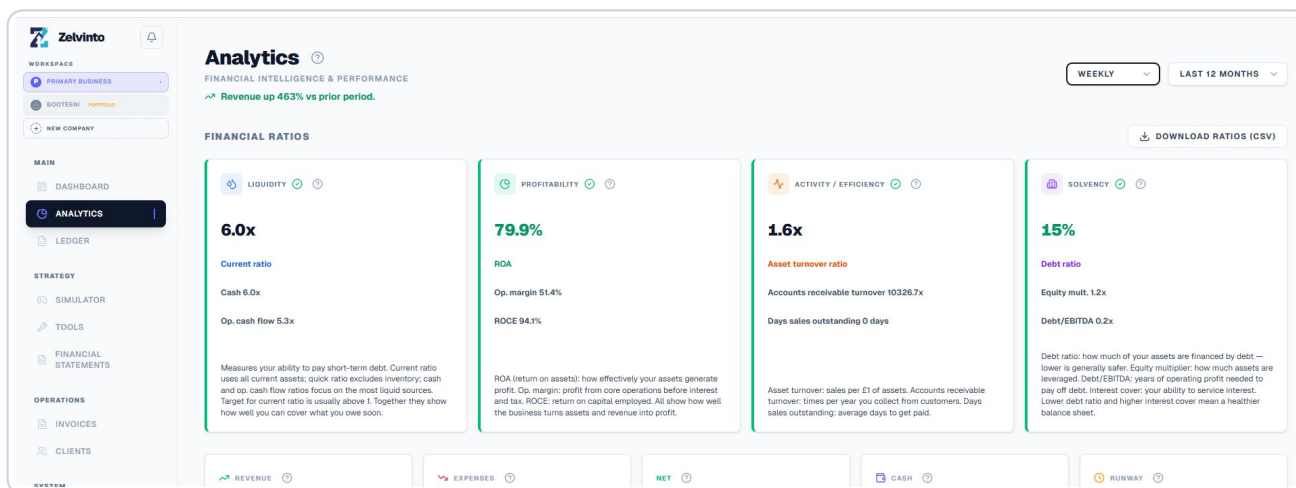 Zelvinto
WORKSPACE
P PRIMARY BUSINESS
BOOTEENI PORTFOLIO
NEW COMPANY
MAIN
DASHBOARD
ANALYTICS
LEDGER
STRATEGY
SIMULATOR
TOOLS
FINANCIAL
STATEMENTS
OPERATIONS
INVOICES
CLIENTS
SYSTEM
Analytics
FINANCIAL INTELLIGENCE & PERFORMANCE
Revenue up 463% vs prior period.
WEEKLY
LAST 12 MONTHS
FINANCIAL RATIOS
DOWNLOAD RATIOS (CSV)
LIQUIDITY
6.0x
Current ratio
Cash 6.0x
Op. cash flow 5.3x
Measures your ability to pay short-term debt. Current ratio
uses all current assets; quick ratio excludes inventory; cash
and op. cash flow ratios focus on the most liquid sources.
Target for current ratio is usually above 1. Together they show
how well you can cover what you owe soon.
PROFITABILITY
79.9%
ROA
Op. margin 51.4%
ROCE 94.1%
ROA (return on assets): how effectively your assets generate
profit. Op. margin: profit from core operations before interest
and tax. ROCE: return on capital employed. All show how well
the business turns assets and revenue into profit.
ACTIVITY / EFFICIENCY
1.6x
Asset turnover ratio
Accounts receivable turnover 10326.7x
Days sales outstanding 0 days
Asset turnover: sales per £1 of assets. Accounts receivable
turnover: times per year you collect from customers. Days
sales outstanding: average days to get paid.
SOLVENCY
15%
Debt ratio
Equity mult. 1.2x
Debt/EBITDA 0.2x
Debt ratio: how much of your assets are financed by debt —
lower is generally safer. Equity multiplier: how much assets are
leveraged. Debt/EBITDA: years of operating profit needed to
pay off debt. Interest cover: your ability to service interest.
Lower debt ratio and higher interest cover mean a healthier
balance sheet.
REVENUE
EXPENSES
NET
CASH
RUNWAY